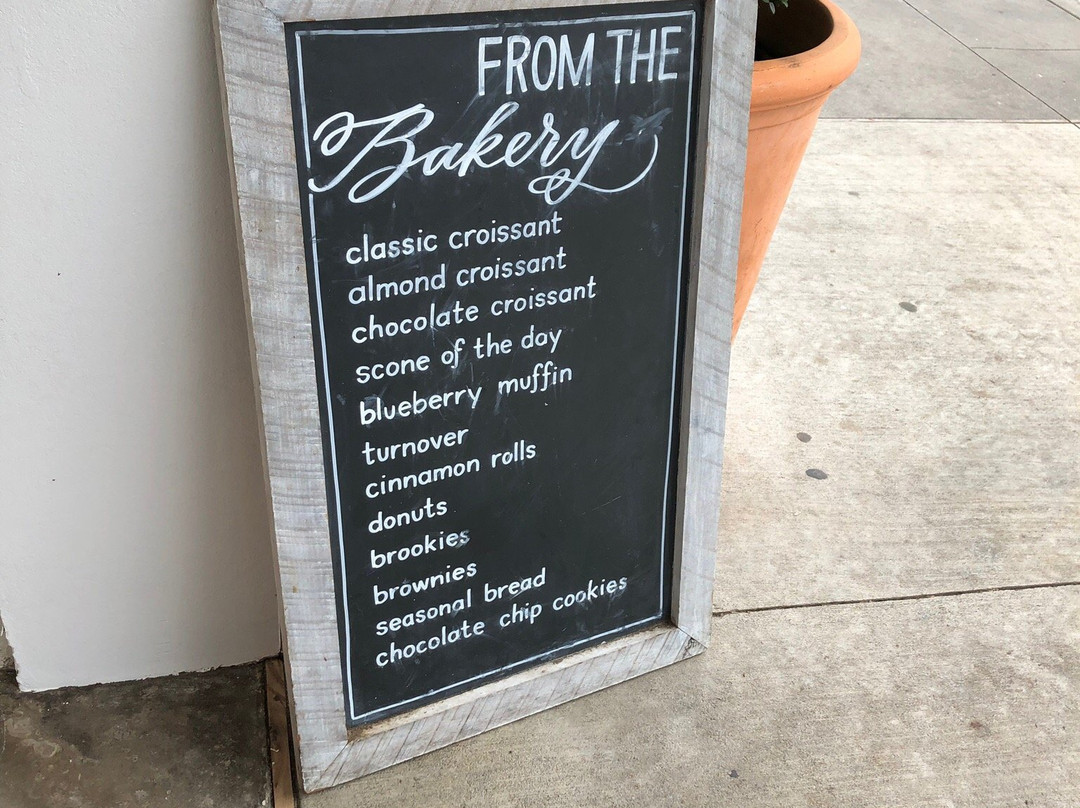 FROM THE
Bakery
classic croissant
almond croissant
chocolate croissant
scone of the day
blueberry muffin
turnover
cinnamon rolls
donuts
brookies
brownies
seasonal bread
chocolate chip cookies